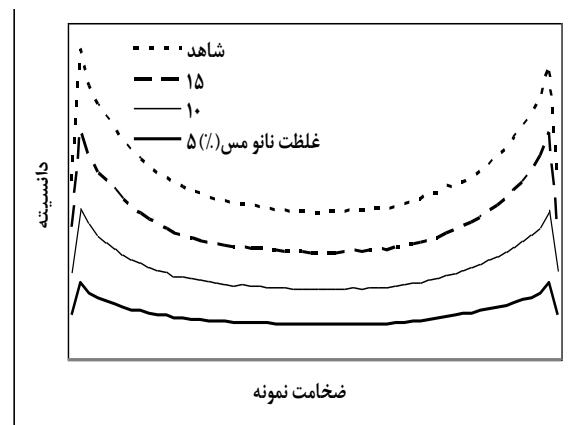 شاهد
۱۵
۱۰
غلظت نانو مس(٪) ۵
دانسیته
ضخامت نمونه